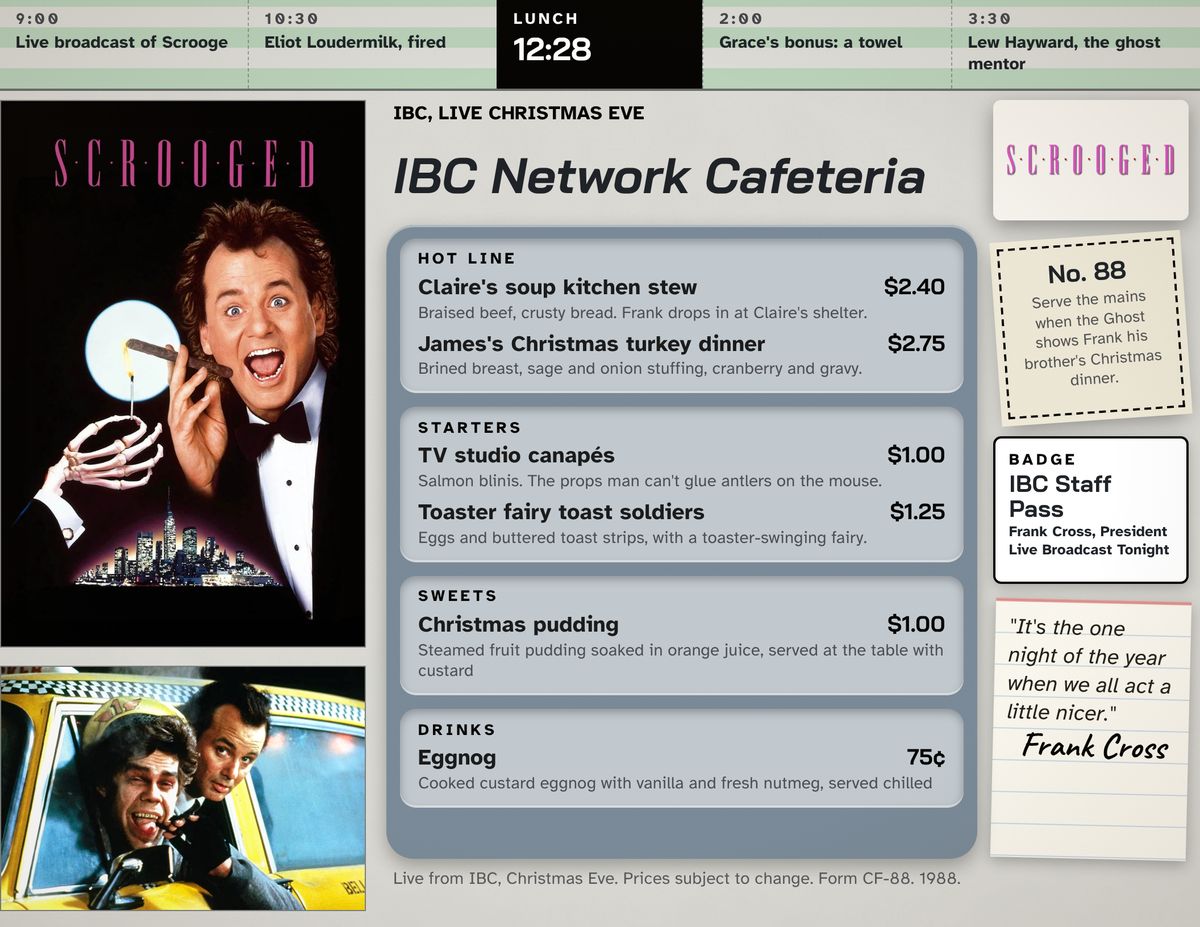 9:00
Live broadcast of Scrooge
10:30
Eliot Loudermilk, fired
LUNCH
12:28
2:00
Grace's bonus: a towel
3:30
Lew Hayward, the ghost
mentor
S·C·R·O·O·G·E·D
IBC, LIVE CHRISTMAS EVE
IBC Network Cafeteria
HOT LINE
Claire's soup kitchen stew $2.40
Braised beef, crusty bread. Frank drops in at Claire's shelter.
James's Christmas turkey dinner $2.75
Brined breast, sage and onion stuffing, cranberry and gravy.
STARTERS
TV studio canapés $1.00
Salmon blinis. The props man can't glue antlers on the mouse.
Toaster fairy toast soldiers $1.25
Eggs and buttered toast strips, with a toaster-swinging fairy.
SWEETS
Christmas pudding $1.00
Steamed fruit pudding soaked in orange juice, served at the table with
custard
DRINKS
Eggnog 75¢
Cooked custard eggnog with vanilla and fresh nutmeg, served chilled
Live from IBC, Christmas Eve. Prices subject to change. Form CF-88. 1988.
S·C·R·O·O·G·E·D
No. 88
Serve the mains
when the Ghost
shows Frank his
brother's Christmas
dinner.
BADGE
IBC Staff
Pass
Frank Cross, President
Live Broadcast Tonight
"It's the one
night of the year
when we all act a
little nicer."
Frank Cross